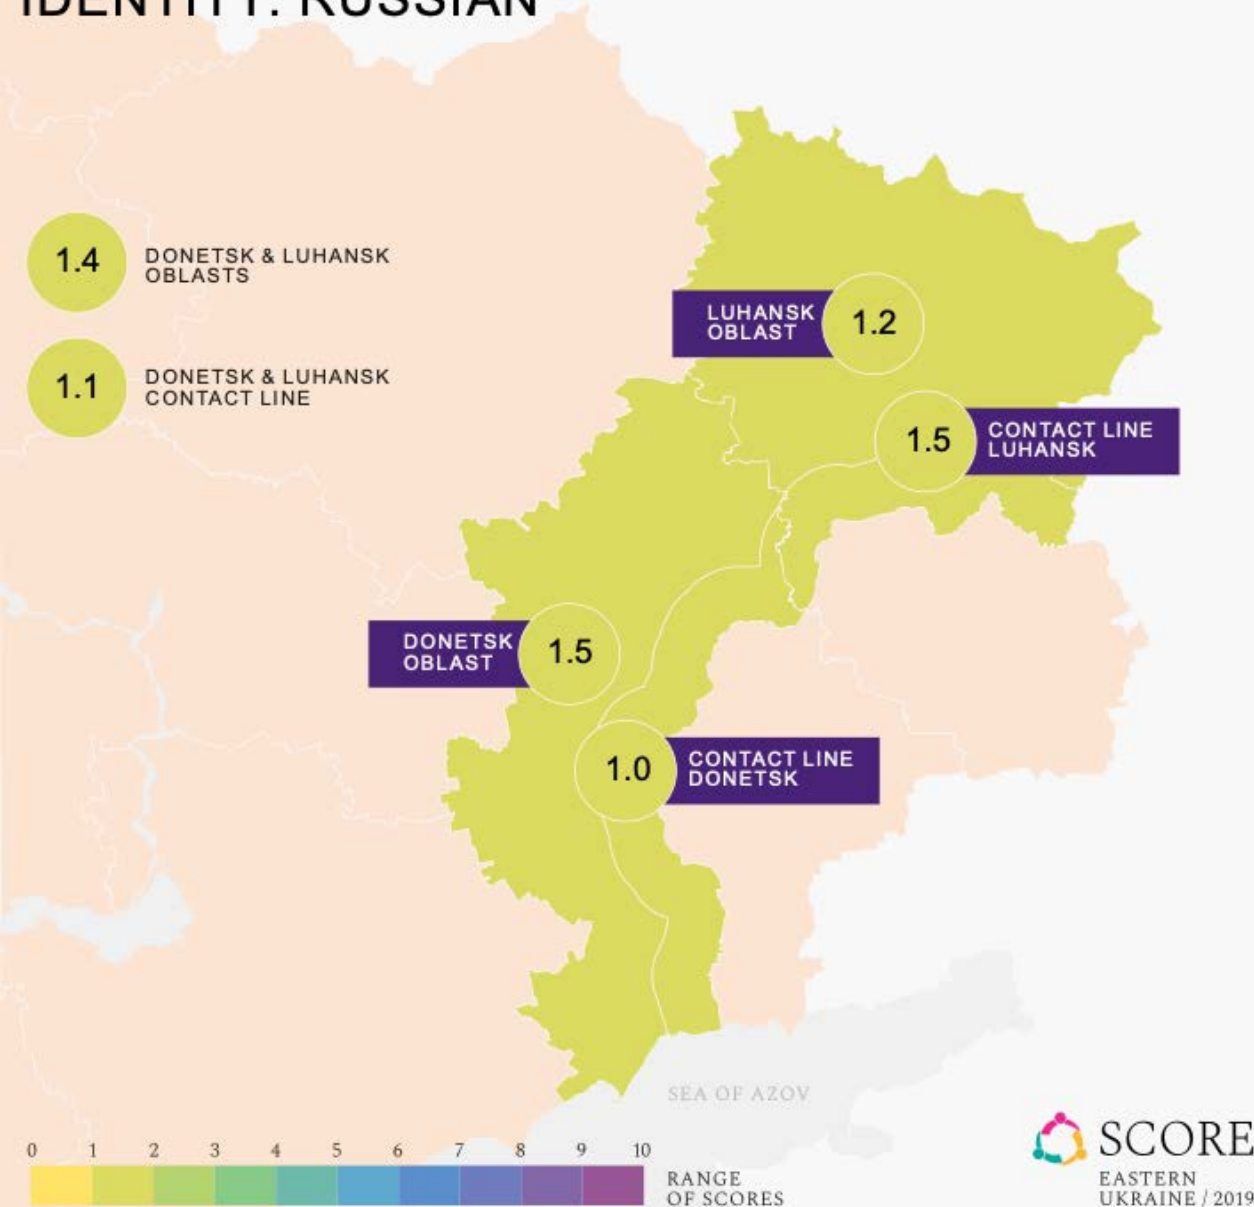 IDENTITY: RUSSIAN
1.4
DONETSK & LUHANSK
OBLASTS
1.1
DONETSK & LUHANSK
CONTACT LINE
LUHANSK
OBLAST
1.2
1.5
CONTACT LINE
LUHANSK
DONETSK
OBLAST
1.5
1.0
CONTACT LINE
DONETSK
SEA OF AZOV
0 1 2 3 4 5 6 7 8 9 10
RANGE
OF SCORES
SCORE
EASTERN
UKRAINE / 2019